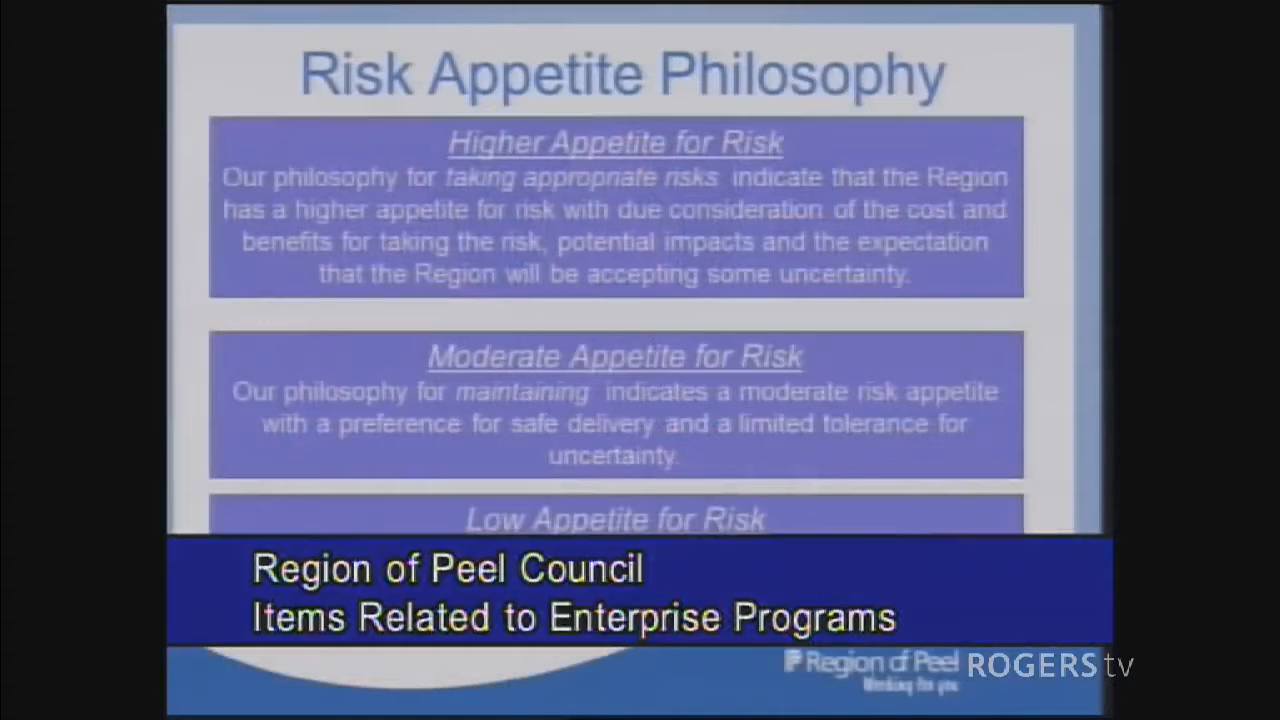 Risk Appetite Philosophy
Higher Appetite for Risk
Our philosophy for taking appropriate risks indicate that the Region
has a higher appetite for risk with due consideration of the cost and
benefits for taking the risk, potential impacts and the expectation
that the Region will be accepting some uncertainty.
Moderate Appetite for Risk
Our philosophy for maintaining indicates a moderate risk appetite
with a preference for safe delivery and a limited tolerance for
uncertainty.
Low Appetite for Risk
Region of Peel Council
Items Related to Enterprise Programs
Region of Peel
Working for you
ROGERS tv